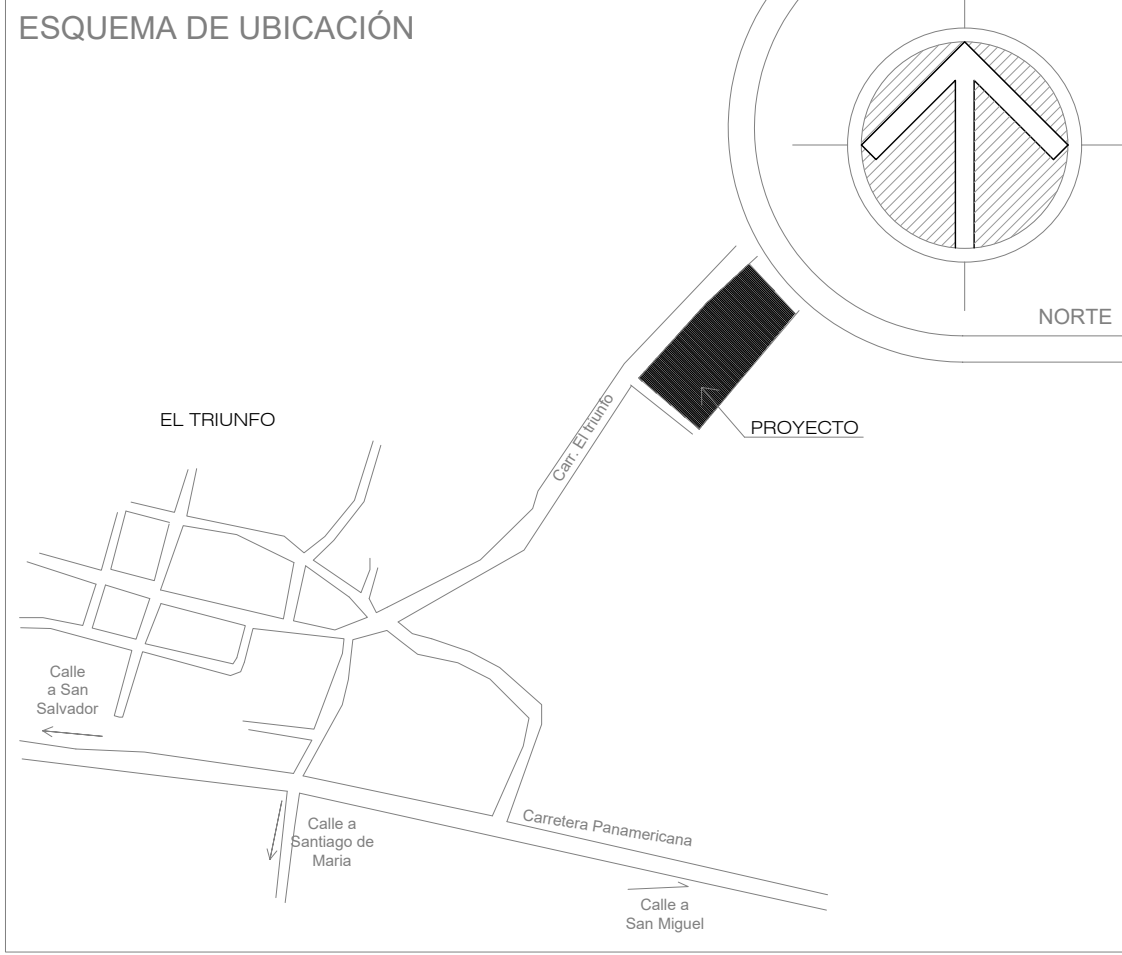 ESQUEMA DE UBICACIÓN
NORTE
EL TRIUNFO
Carr. El triunfo
PROYECTO
Calle
a San
Salvador
Calle a
Santiago de
Maria
Carretera Panamericana
Calle a
San Miguel